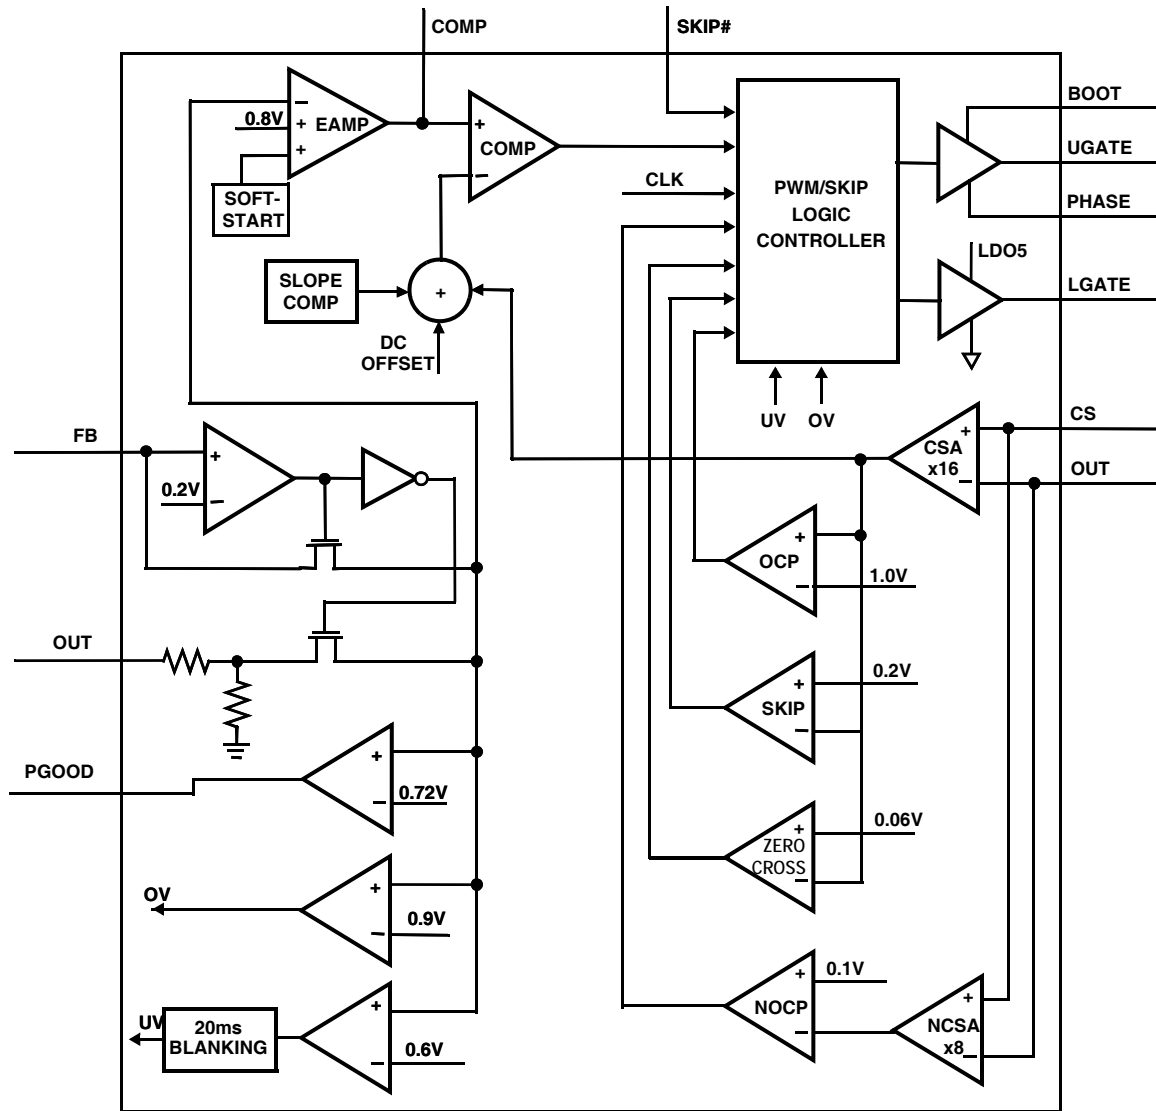 COMP
SKIP#
BOOT
0.8V
EAMP
UGATE
COMP
SOFT-
START
CLK
PWM/SKIP
LOGIC
CONTROLLER
PHASE
LDO5
SLOPE
COMP
+
LGATE
DC
OFFSET
UV
OV
FB
CS
CSA
x16
OUT
0.2V
OCP
1.0V
OUT
0.2V
SKIP
PGOOD
0.72V
0.06V
ZERO
CROSS
OV
0.9V
0.1V
NOCP
NCSA
x8
UV
20ms
BLANKING
0.6V